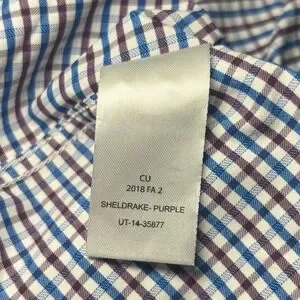 CU
2018 FA 2
SHELDRAKE- PURPLE
UT-14-35877